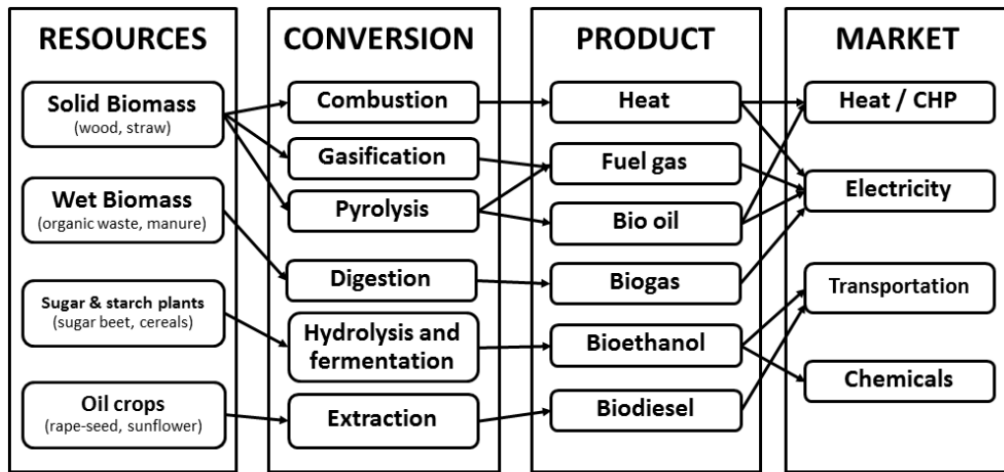 RESOURCES
Solid Biomass
(wood, straw)
Wet Biomass
(organic waste, manure)
Sugar & starch plants
(sugar beet, cereals)
Oil crops
(rape-seed, sunflower)
CONVERSION
Combustion
Gasification
Pyrolysis
Digestion
Hydrolysis and
fermentation
Extraction
PRODUCT
Heat
Fuel gas
Bio oil
Biogas
Bioethanol
Biodiesel
MARKET
Heat / CHP
Electricity
Transportation
Chemicals